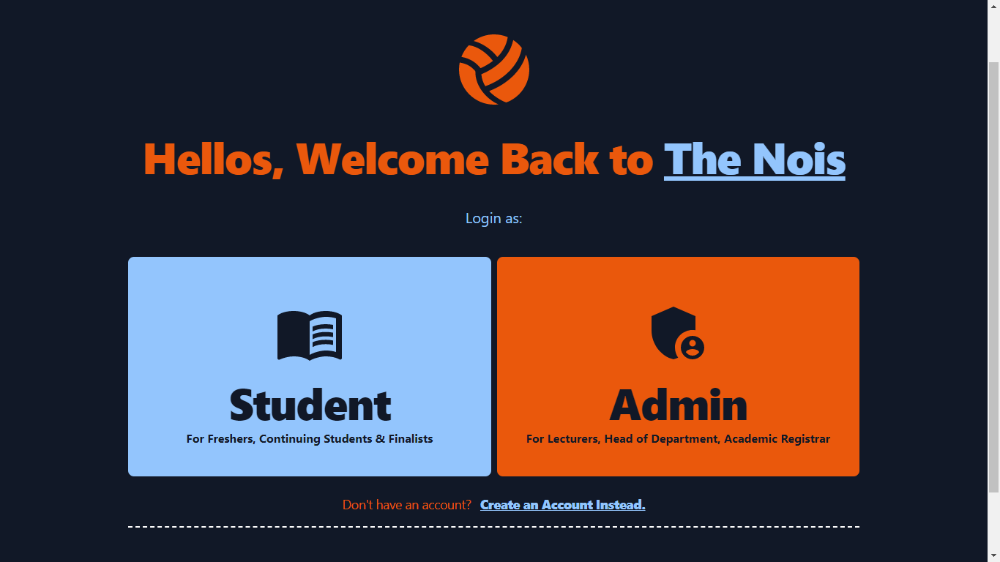 Hellos, Welcome Back to The Nois
Login as:
Student
For Freshers, Continuing Students & Finalists
Admin
For Lecturers, Head of Department, Academic Registrar
Don't have an account? Create an Account Instead.